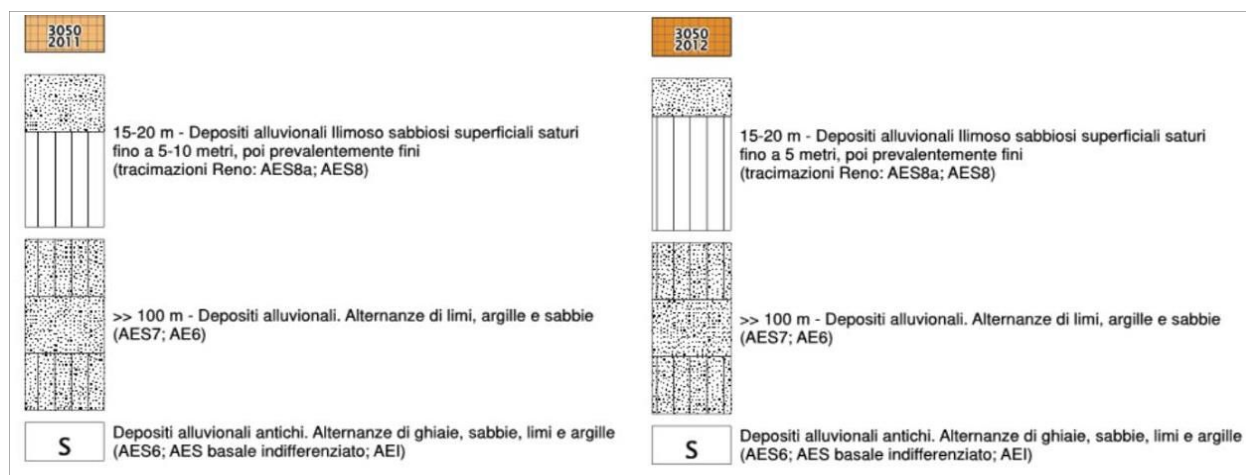 3050
2011
15-20 m - Depositi alluvionali Ilimoso sabbiosi superficiali saturi
fino a 5-10 metri, poi prevalentemente fini
(tracimazioni Reno: AES8a; AES8)
>> 100 m - Depositi alluvionali. Alternanze di limi, argille e sabbie
(AES7; AE6)
S
Depositi alluvionali antichi. Alternanze di ghiaie, sabbie, limi e argille
(AES6; AES basale indifferenziato; AEI)
3050
2012
15-20 m - Depositi alluvionali Ilimoso sabbiosi superficiali saturi
fino a 5 metri, poi prevalentemente fini
(tracimazioni Reno: AES8a; AES8)
>> 100 m - Depositi alluvionali. Alternanze di limi, argille e sabbie
(AES7; AE6)
S
Depositi alluvionali antichi. Alternanze di ghiaie, sabbie, limi e argille
(AES6; AES basale indifferenziato; AEI)